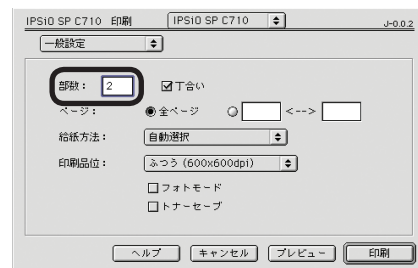 IPSiO SP C710 印刷 IPSiO SP C710 J-0.0.2
一般設定
部数： 2 丁合い
ページ： 全ページ <-->
給紙方法： 自動選択
印刷品位： ふつう (600x600dpi)
フォトモード
トナーセーブ
ヘルプ キャンセル プレビュー 印刷